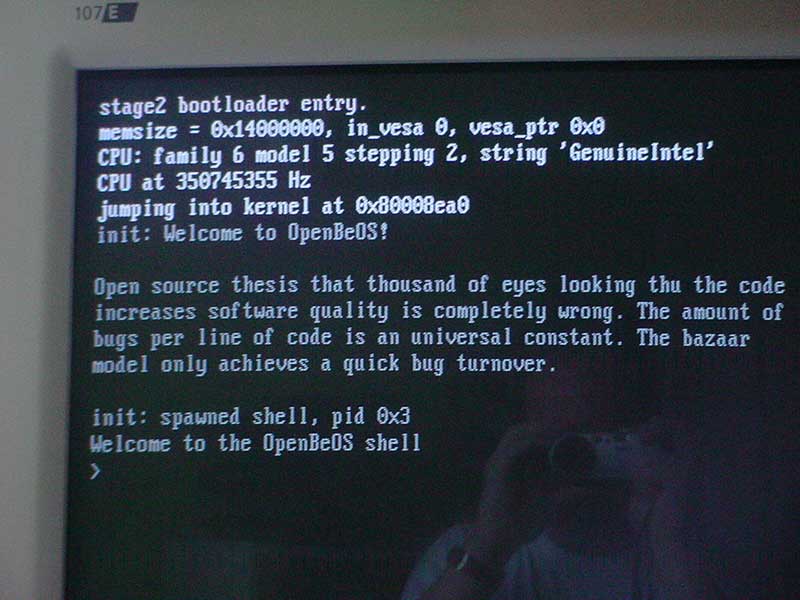 107E
stage2 bootloader entry.
memsize = 0x14000000, in_vesa 0, vesa_ptr 0x0
CPU: family 6 model 5 stepping 2, string 'GenuineIntel'
CPU at 350745355 Hz
jumping into kernel at 0x80008ea0
init: Welcome to OpenBeOS!
Open source thesis that thousand of eyes looking thu the code
increases software quality is completely wrong. The amount of
bugs per line of code is an universal constant. The bazaar
model only achieves a quick bug turnover.
init: spawned shell, pid 0x3
Welcome to the OpenBeOS shell
>